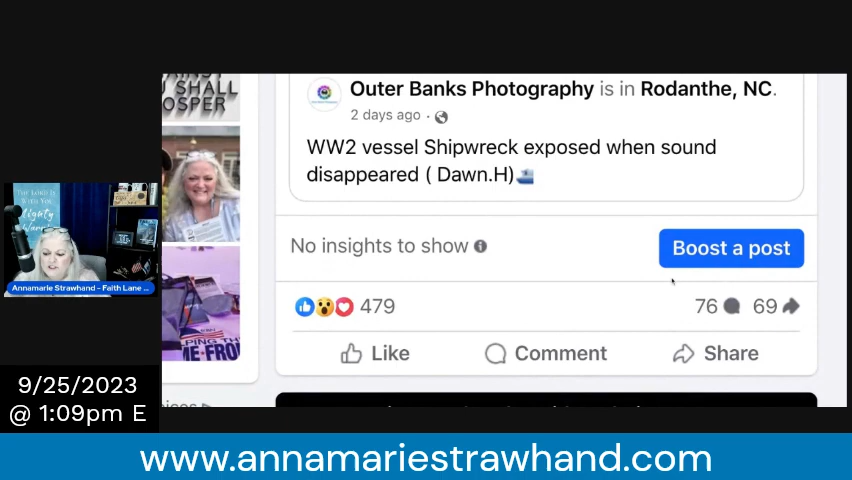 U SHALL
OSPER
Outer Banks Photography is in Rodanthe, NC.
2 days ago
WW2 vessel Shipwreck exposed when sound
disappeared ( Dawn.H)
No insights to show
Boost a post
479
76
69
Like
Comment
Share
Annamarie Strawhand - Faith Lane ...
9/25/2023
@ 1:09pm E
www.annamariestrawhand.com